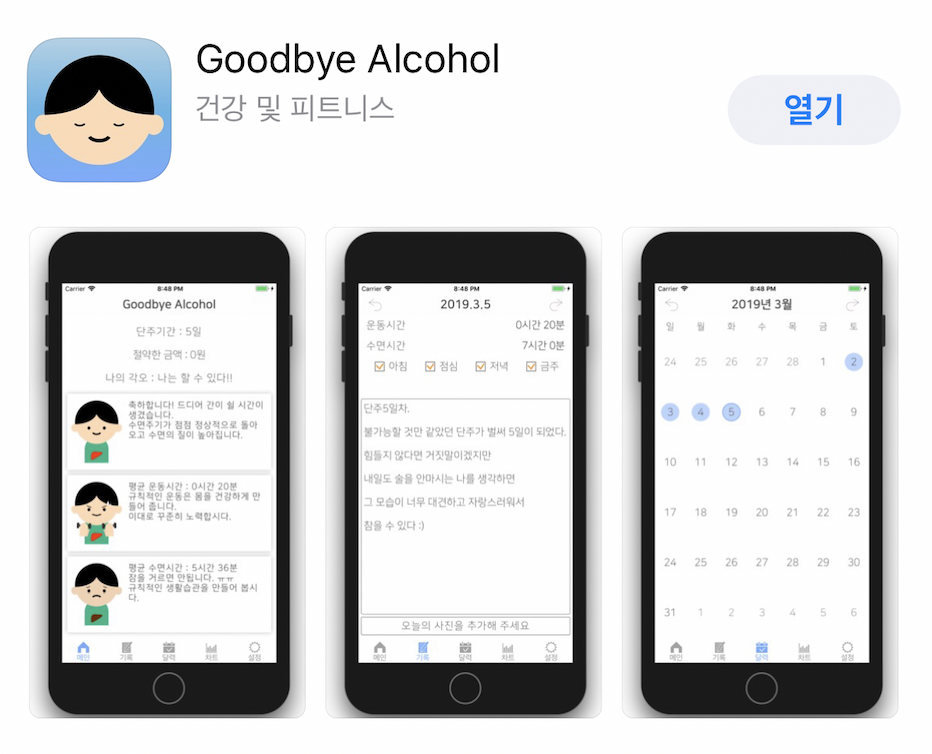 Goodbye Alcohol
건강 및 피트니스
열기
Carrier 8:48 PM
Goodbye Alcohol
단주기간 : 5일
절약한 금액 : 0원
나의 각오 : 나는 할 수 있다!!
축하합니다! 드디어 간이 쉴 시간이
생겼습니다.
수면주기가 점점 정상적으로 돌아
오고 수면의 질이 높아집니다.
평균 운동시간 : 0시간 20분
규칙적인 운동은 몸을 건강하게 만
들어 줍니다.
이대로 꾸준히 노력합시다.
평균 수면시간 : 5시간 36분
잠을 거르면 안됩니다. ㅠㅠ
규칙적인 생활습관을 만들어 봅시
다.
메인 기록 달력 차트 설정
Carrier 8:48 PM
2019.3.5
운동시간 0시간 20분
수면시간 7시간 0분
아침 점심 저녁 금주
단주5일차.
불가능할 것만 같았던 단주가 벌써 5일이 되었다.
힘들지 않다면 거짓말이겠지만
내일도 술을 안마시는 나를 생각하면
그 모습이 너무 대견하고 자랑스러워서
참을 수 있다 :)
오늘의 사진을 추가해 주세요
메인 기록 달력 차트 설정
Carrier 8:48 PM
2019년 3월
일 월 화 수 목 금 토
24 25 26 27 28 1 2
3 4 5 6 7 8 9
10 11 12 13 14 15 16
17 18 19 20 21 22 23
24 25 26 27 28 29 30
31 1 2 3 4 5 6
메인 기록 달력 차트 설정